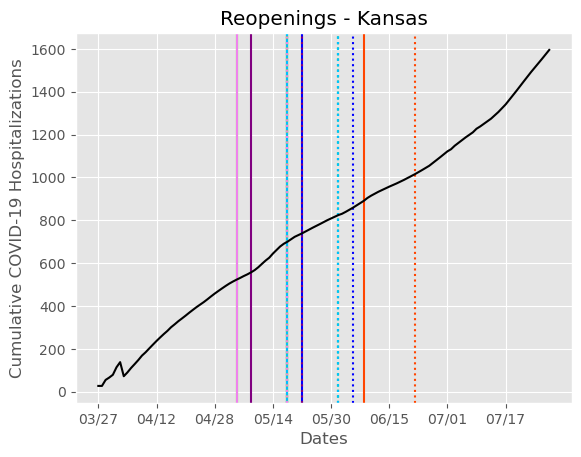 Reopenings - Kansas
Cumulative COVID-19 Hospitalizations
1600
1400
1200
1000
800
600
400
200
0
03/27 04/12 04/28 05/14 05/30 06/15 07/01 07/17
Dates